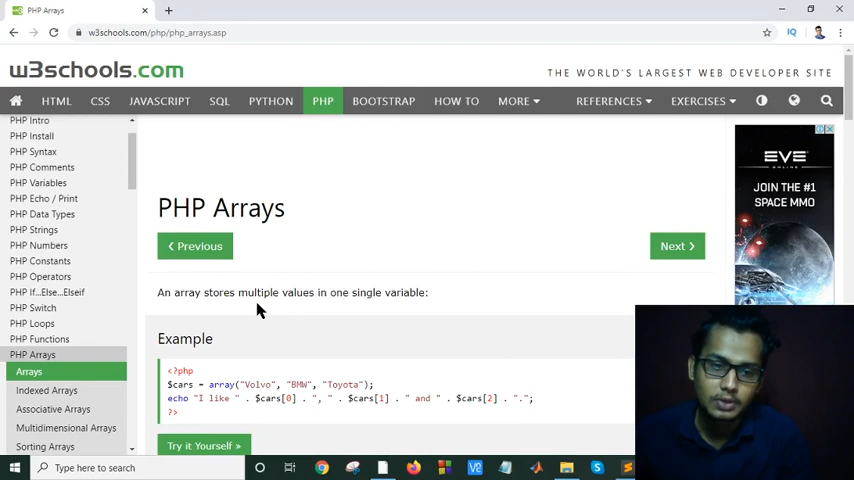 PHP Arrays
w3schools.com/php/php_arrays.asp
IQ
w3schools.com
THE WORLD'S LARGEST WEB DEVELOPER SITE
HTML CSS JAVASCRIPT SQL PYTHON PHP BOOTSTRAP HOW TO MORE REFERENCES EXERCISES
PHP Intro
PHP Install
PHP Syntax
PHP Comments
PHP Variables
PHP Echo / Print
PHP Data Types
PHP Strings
PHP Numbers
PHP Constants
PHP Operators
PHP If...Else...Elseif
PHP Switch
PHP Loops
PHP Functions
PHP Arrays
Arrays
Indexed Arrays
Associative Arrays
Multidimensional Arrays
Sorting Arrays
PHP Arrays
❮ Previous
Next ❯
An array stores multiple values in one single variable:
Example
<?php
$cars = array("Volvo", "BMW", "Toyota");
echo "I like " . $cars[0] . ", " . $cars[1] . " and " . $cars[2] . ".";
?>
Try it Yourself »
EVE
ONLINE
JOIN THE #1
SPACE MMO
Type here to search